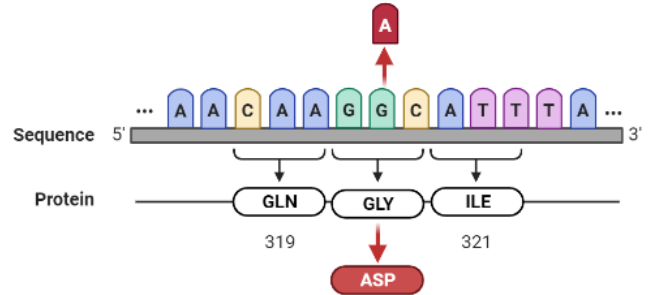 A
... A A C A A G G C A T T T A ...
Sequence 5' 3'
Protein GLN GLY ILE
319 321
ASP